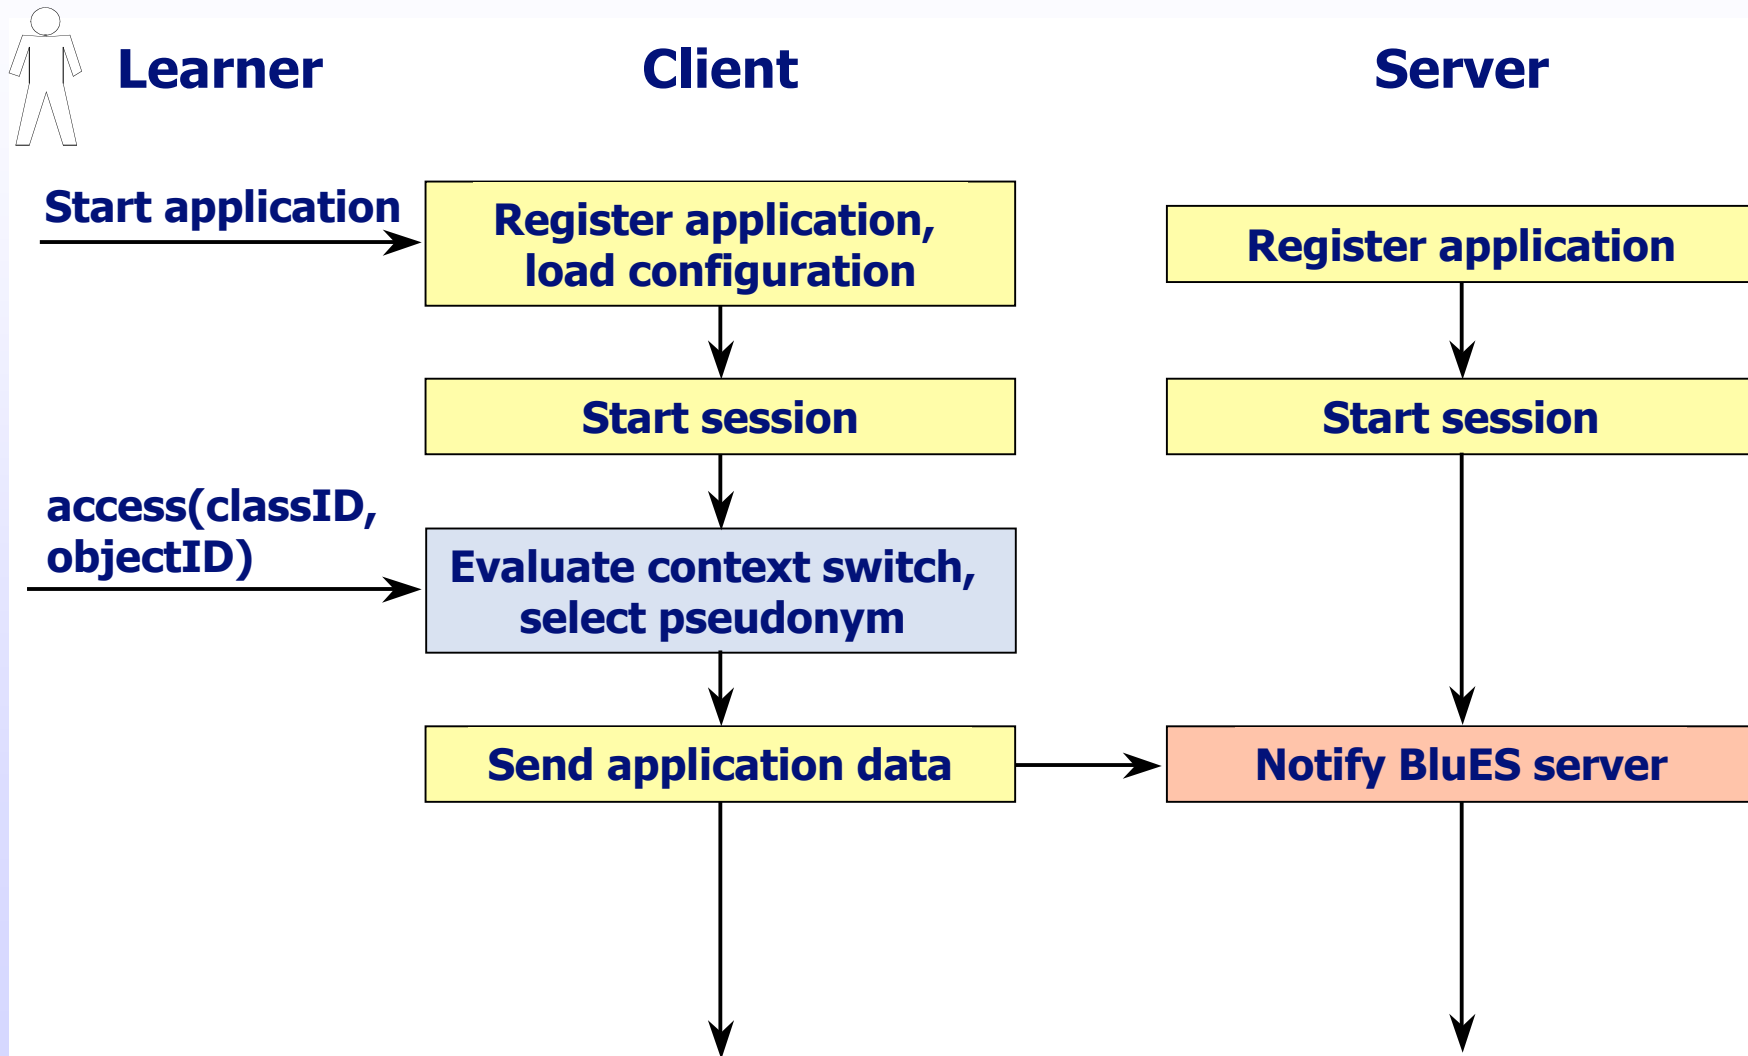 Learner
Client
Server
Start application
Register application,
load configuration
Register application
Start session
Start session
access(classID,
objectID)
Evaluate context switch,
select pseudonym
Send application data
Notify BluES server